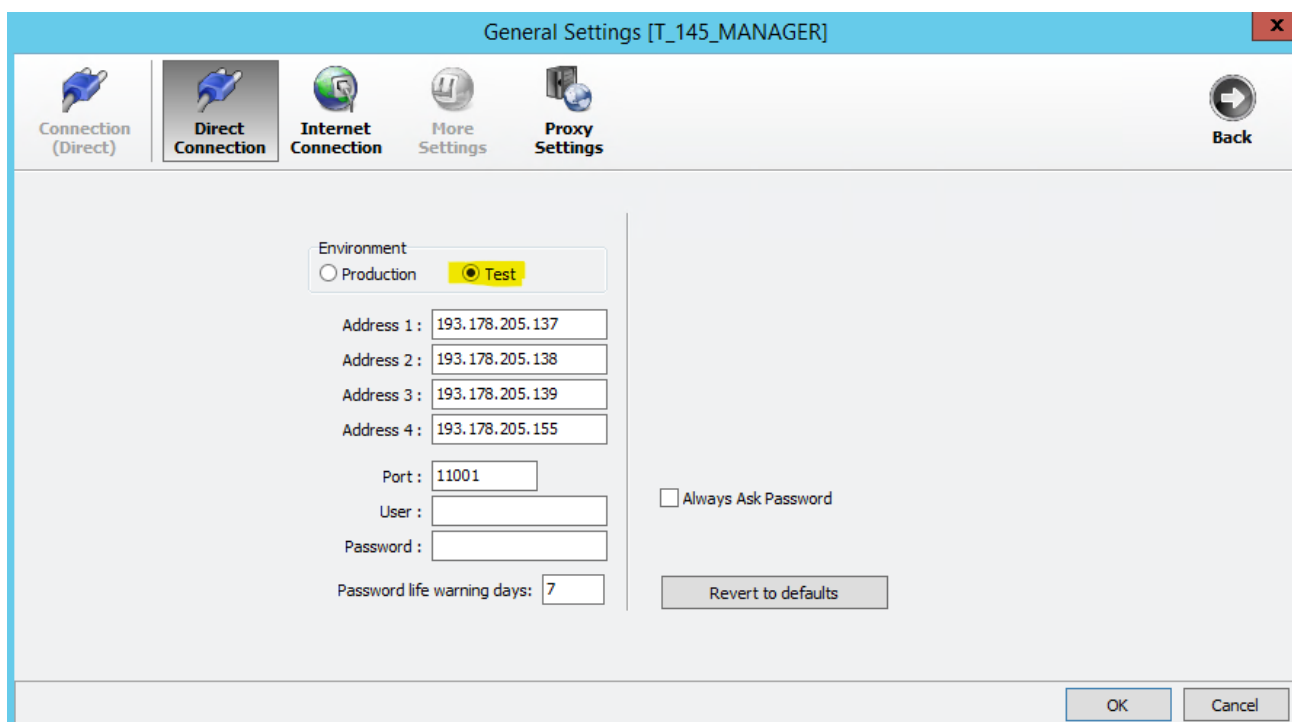 General Settings [T_145_MANAGER]
x
Connection
(Direct)
Direct
Connection
Internet
Connection
More
Settings
Proxy
Settings
Back
Environment
Production
Test
Address 1 : 193.178.205.137
Address 2 : 193.178.205.138
Address 3 : 193.178.205.139
Address 4 : 193.178.205.155
Port : 11001
User :
Always Ask Password
Password :
Password life warning days: 7
Revert to defaults
OK
Cancel